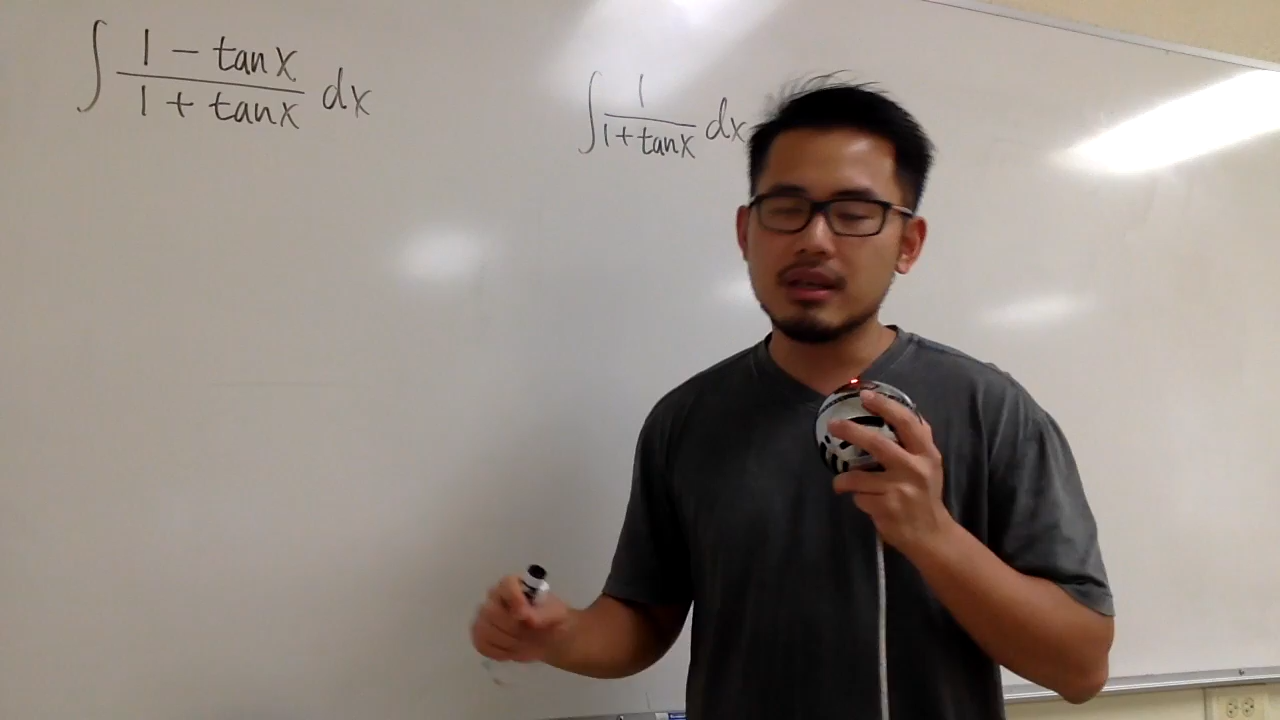 ∫ (1 - tan x)/(1 + tan x) dx
∫ 1/(1 + tan x) dx